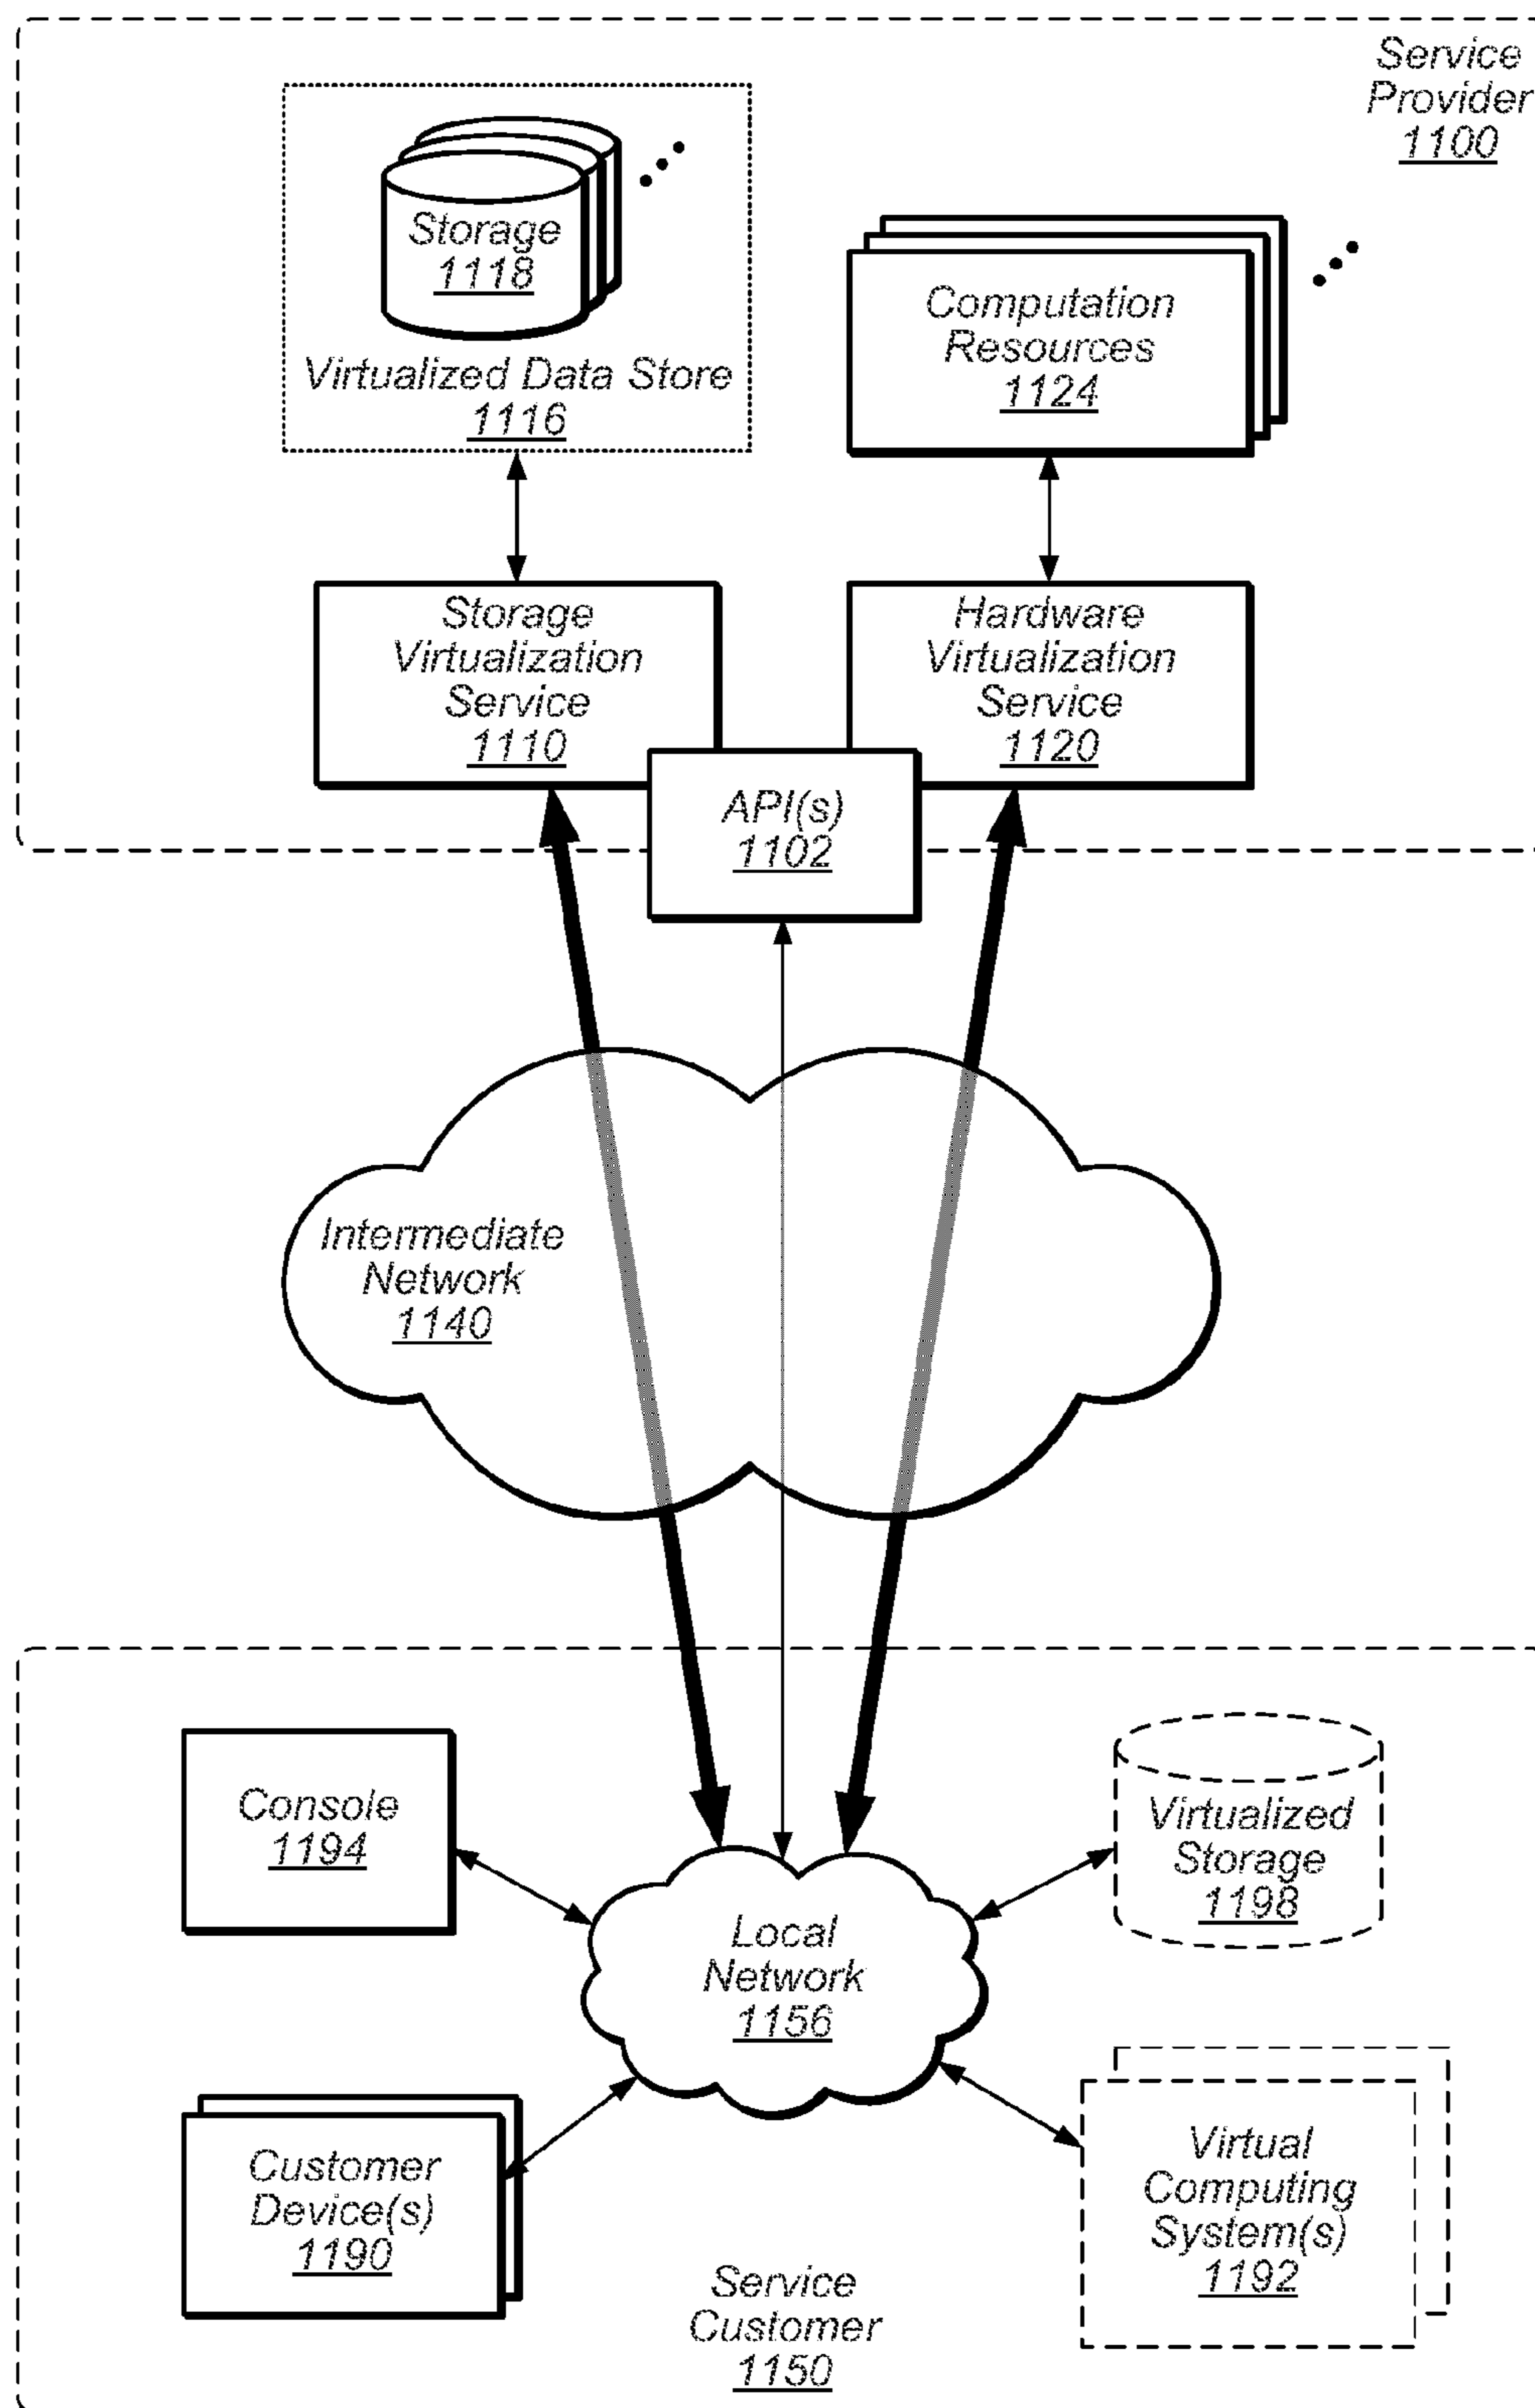 Service
Provider
1100
Storage
1118
Virtualized Data Store
1116
Computation
Resources
1124
Storage
Virtualization
Service
1110
Hardware
Virtualization
Service
1120
API(s)
1102
Intermediate
Network
1140
Console
1194
Virtualized
Storage
1198
Local
Network
1156
Customer
Device(s)
1190
Virtual
Computing
System(s)
1192
Service
Customer
1150